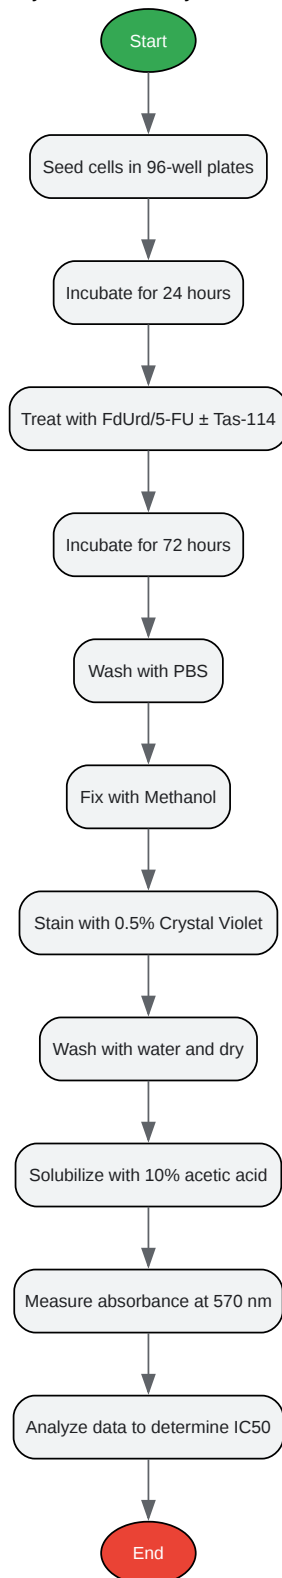 Start
Seed cells in 96-well plates
Incubate for 24 hours
Treat with FdUrd/5-FU ± Tas-114
Incubate for 72 hours
Wash with PBS
Fix with Methanol
Stain with 0.5% Crystal Violet
Wash with water and dry
Solubilize with 10% acetic acid
Measure absorbance at 570 nm
Analyze data to determine IC50
End